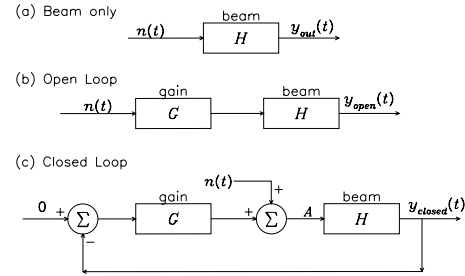 (a) Beam only
beam
n(t) H y_out(t)
(b) Open Loop
gain beam
n(t) G H y_open(t)
(c) Closed Loop
n(t) +
gain beam
0 + Σ G + Σ A H y_closed(t)
−